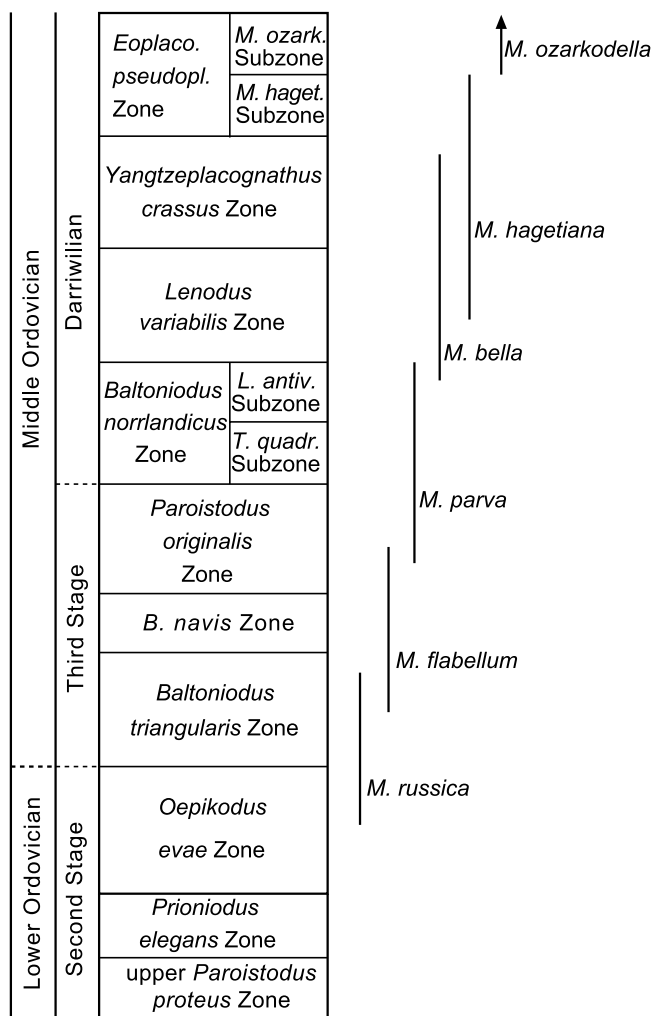 Middle Ordovician
Lower Ordovician
Darriwilian
Third Stage
Second Stage
Eoplaco.
pseudopl.
Zone
M. ozark.
Subzone
M. haget.
Subzone
Yangtzeplacognathus
crassus Zone
Lenodus
variabilis Zone
Baltoniodus
norrlandicus
Zone
L. antiv.
Subzone
T. quadr.
Subzone
Paroistodus
originalis
Zone
B. navis Zone
Baltoniodus
triangularis Zone
Oepikodus
evae Zone
Prioniodus
elegans Zone
upper Paroistodus
proteus Zone
M. ozarkodella
M. hagetiana
M. bella
M. parva
M. flabellum
M. russica